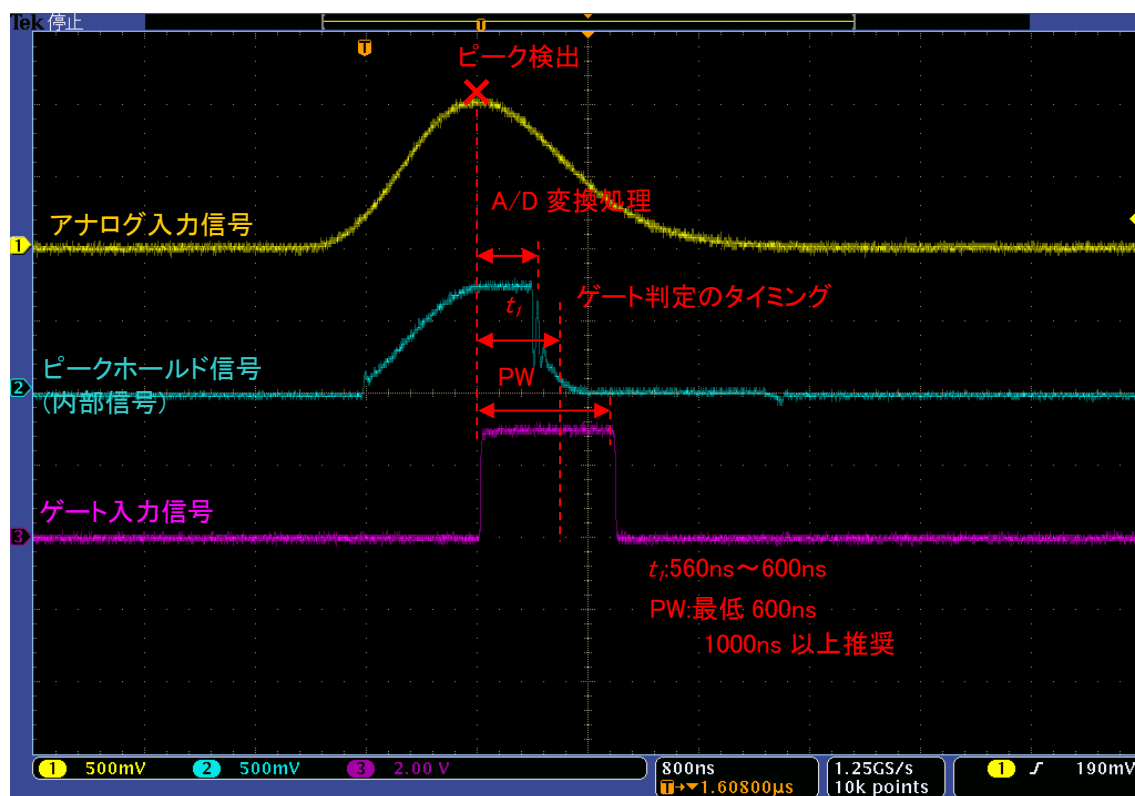 Tek 停止
T
T
ピーク検出
A/D 変換処理
アナログ入力信号
1
ゲート判定のタイミング
t1
ピークホールド信号
2
PW
(内部信号)
ゲート入力信号
3
t1:560ns～600ns
PW:最低 600ns
1000ns 以上推奨
1 500mV 2 500mV 3 2.00 V 800ns 1.25GS/s 1 190mV
T→▼1.60800μs 10k points